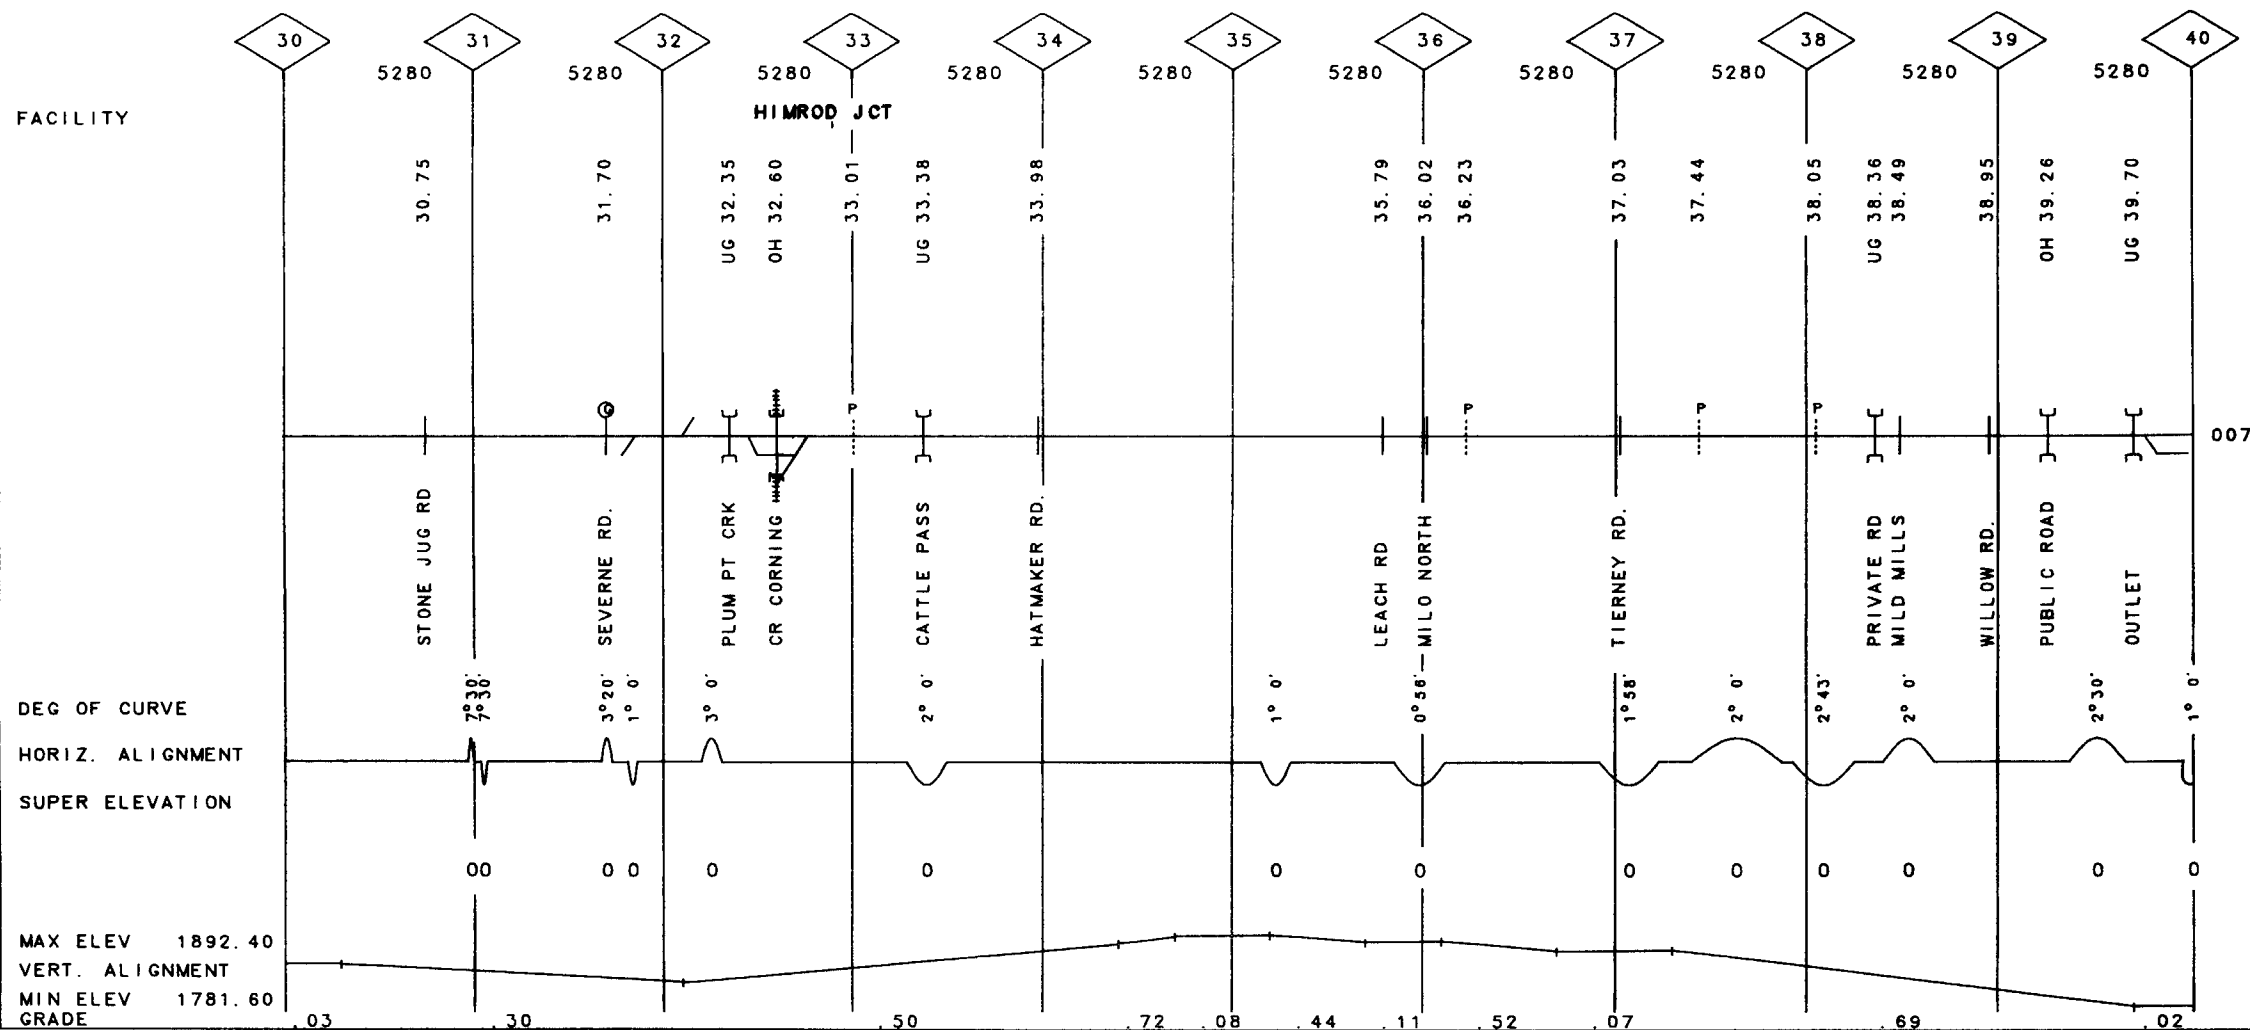 30 31 32 33 34 35 36 37 38 39 40
5280 5280 5280 5280 5280 5280 5280 5280 5280 5280
FACILITY
HIMROD JCT
30.75
31.70
UG 32.35
OH 32.60
33.01
UG 33.38
33.98
35.79
36.02
36.23
37.03
37.44
38.05
UG 38.36
38.49
38.95
OH 39.26
UG 39.70
G P P P P
007
STONE JUG RD
SEVERNE RD.
PLUM PT CRK
CR CORNING
CATTLE PASS
HATMAKER RD.
LEACH RD
MILO NORTH
TIERNEY RD.
PRIVATE RD
MILD MILLS
WILLOW RD.
PUBLIC ROAD
OUTLET
DEG OF CURVE
7°30'
7°30'
3°20'
1° 0'
3° 0'
2° 0'
1° 0'
0°56'
1°58'
2° 0'
2°43'
2° 0'
2°30'
1° 0'
HORIZ. ALIGNMENT
SUPER ELEVATION
00 0 0 0 0 0 0 0 0 0 0 0 0
MAX ELEV 1892.40
VERT. ALIGNMENT
MIN ELEV 1781.60
GRADE .03 .30 .50 .72 .08 .44 .11 .52 .07 .69 .02